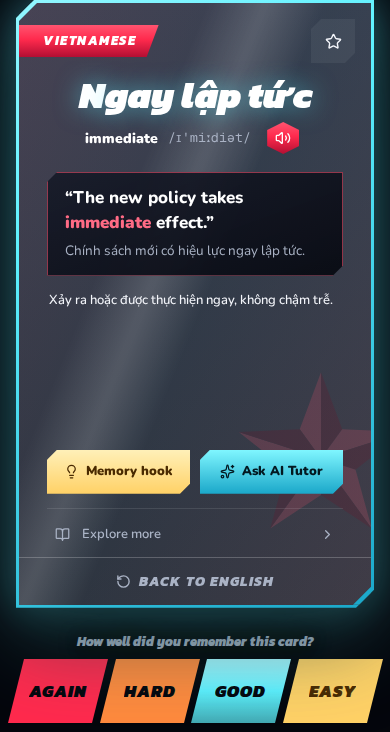 VIETNAMESE
Ngay lập tức
immediate /ɪˈmiːdiət/
“The new policy takes
immediate effect.”
Chính sách mới có hiệu lực ngay lập tức.
Xảy ra hoặc được thực hiện ngay, không chậm trễ.
Memory hook
Ask AI Tutor
Explore more
BACK TO ENGLISH
How well did you remember this card?
AGAIN HARD GOOD EASY